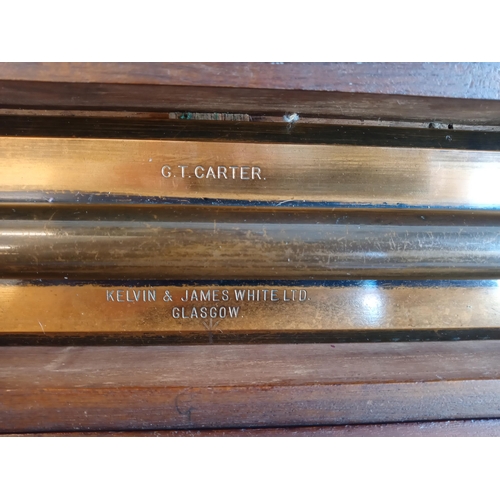 G.T.CARTER.
KELVIN & JAMES WHITE LTD.
GLASGOW.